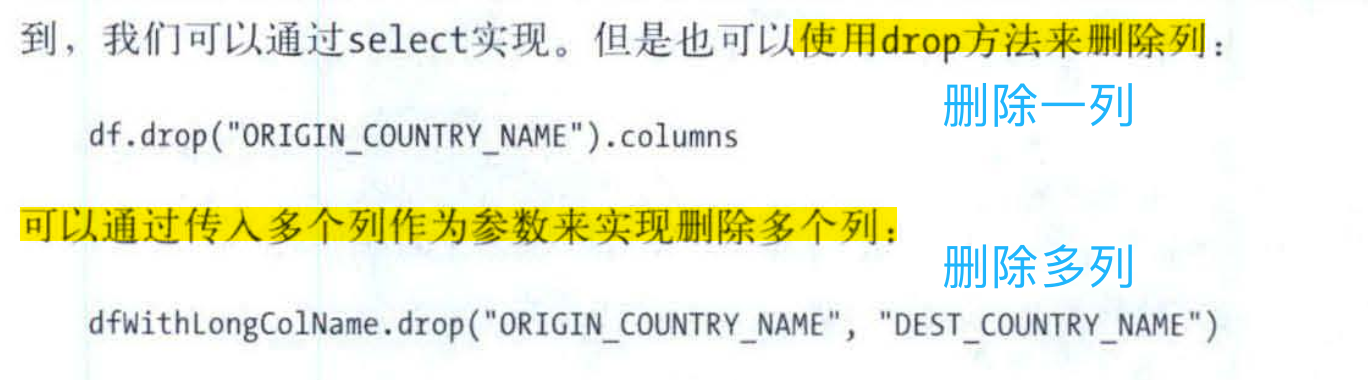 到，我们可以通过select实现。但是也可以使用drop方法来删除列：
删除一列
df.drop("ORIGIN_COUNTRY_NAME").columns
可以通过传入多个列作为参数来实现删除多个列：
删除多列
dfWithLongColName.drop("ORIGIN_COUNTRY_NAME", "DEST_COUNTRY_NAME")